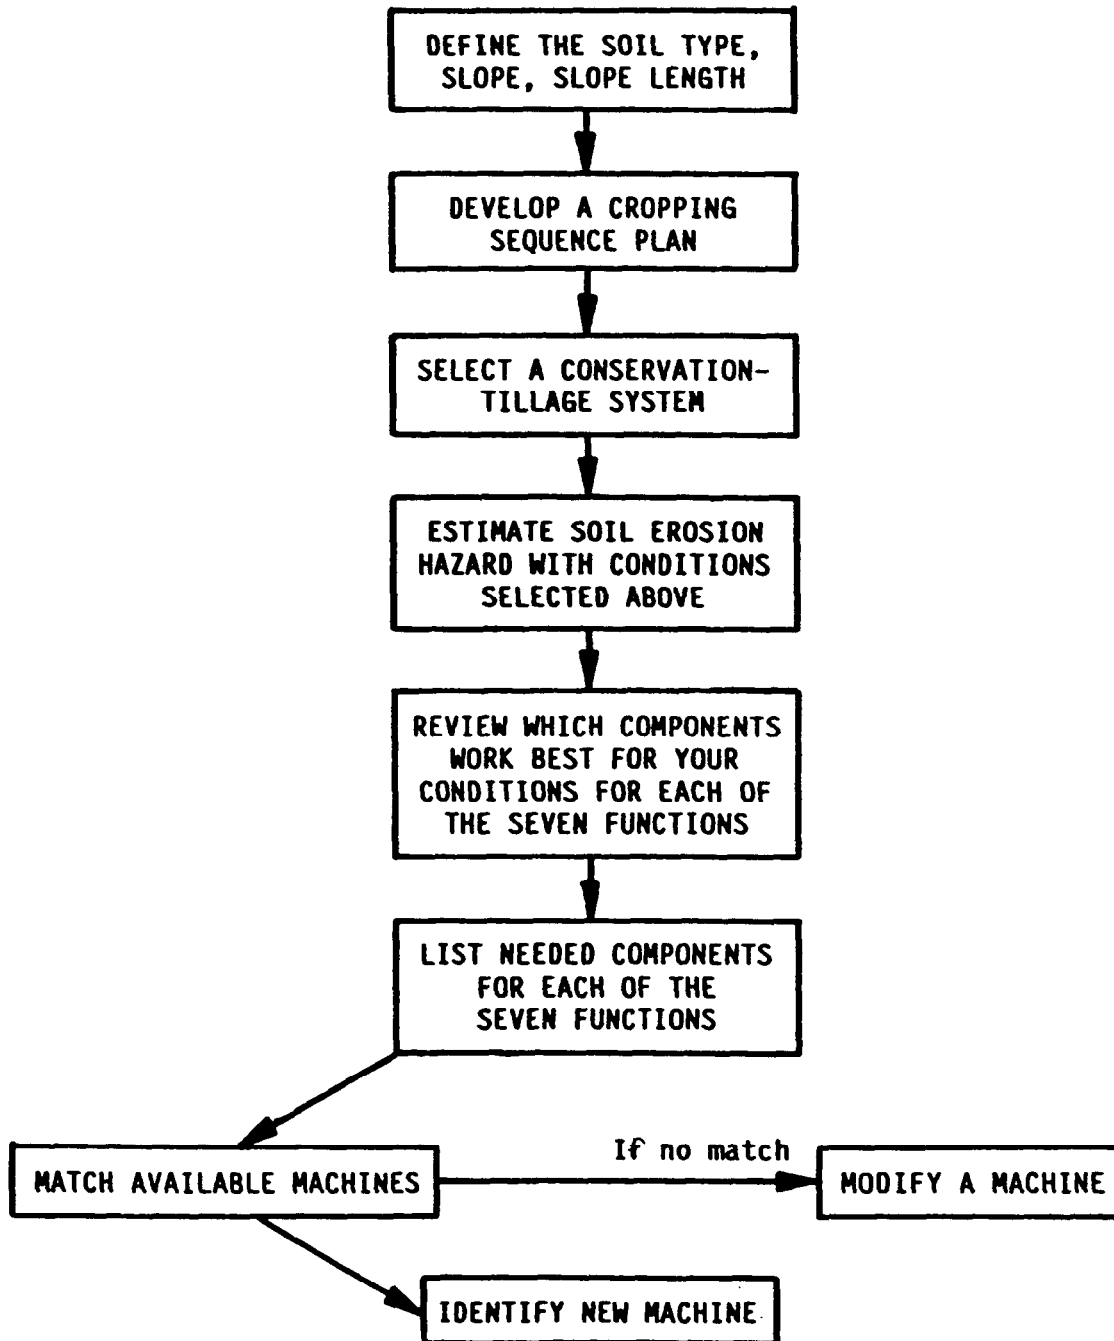 DEFINE THE SOIL TYPE,
SLOPE, SLOPE LENGTH
DEVELOP A CROPPING
SEQUENCE PLAN
SELECT A CONSERVATION-
TILLAGE SYSTEM
ESTIMATE SOIL EROSION
HAZARD WITH CONDITIONS
SELECTED ABOVE
REVIEW WHICH COMPONENTS
WORK BEST FOR YOUR
CONDITIONS FOR EACH OF
THE SEVEN FUNCTIONS
LIST NEEDED COMPONENTS
FOR EACH OF THE
SEVEN FUNCTIONS
MATCH AVAILABLE MACHINES
If no match
MODIFY A MACHINE
IDENTIFY NEW MACHINE